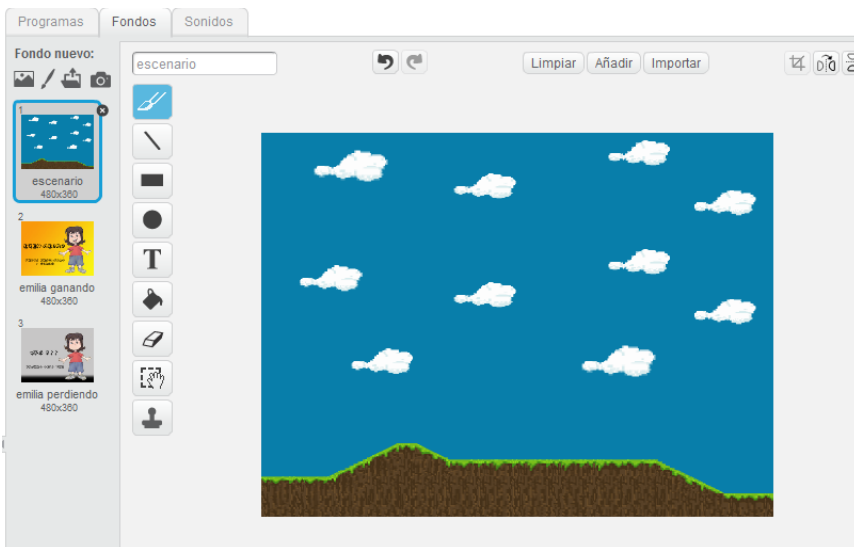 Programas
Fondos
Sonidos
Fondo nuevo:
escenario
Limpiar
Añadir
Importar
1
escenario
480x360
2
emilia ganando
480x360
3
emilia perdiendo
480x360
T